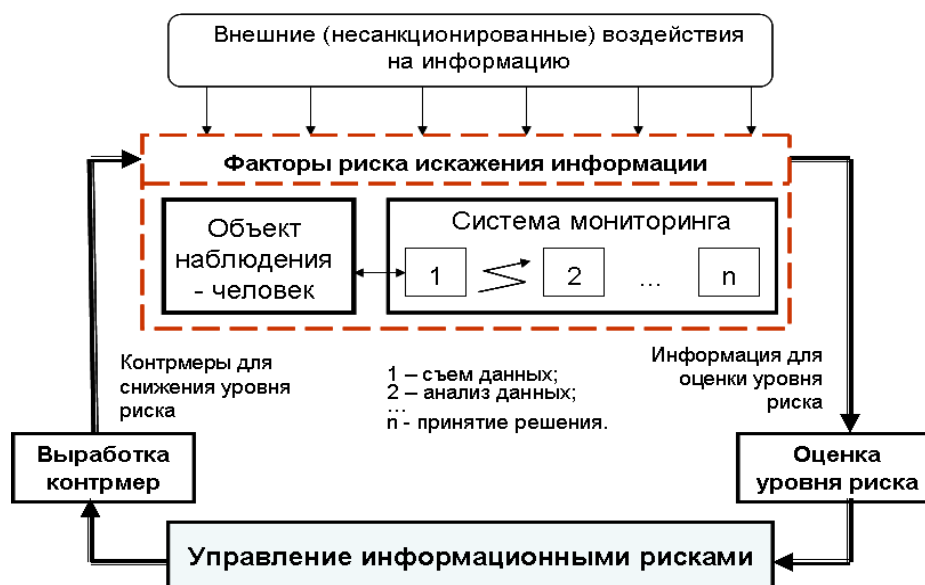 Внешние (несанкционированные) воздействия
на информацию
Факторы риска искажения информации
Объект
наблюдения
- человек
Система мониторинга
1
2
...
n
Контрмеры для
снижения уровня
риска
1 – съем данных;
2 – анализ данных;
...
n - принятие решения.
Информация для
оценки уровня
риска
Выработка
контрмер
Оценка
уровня риска
Управление информационными рисками